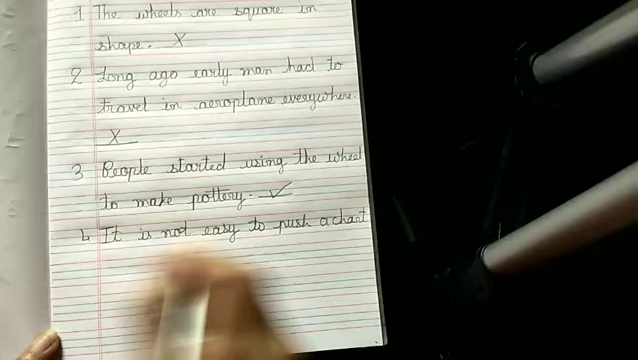 1 The wheels are square in
shape. X
2 Long ago early man had to
travel in aeroplane everywhere.
X
3 People started using the wheel
to make pottery. ✓
4 It is not easy to push a chart